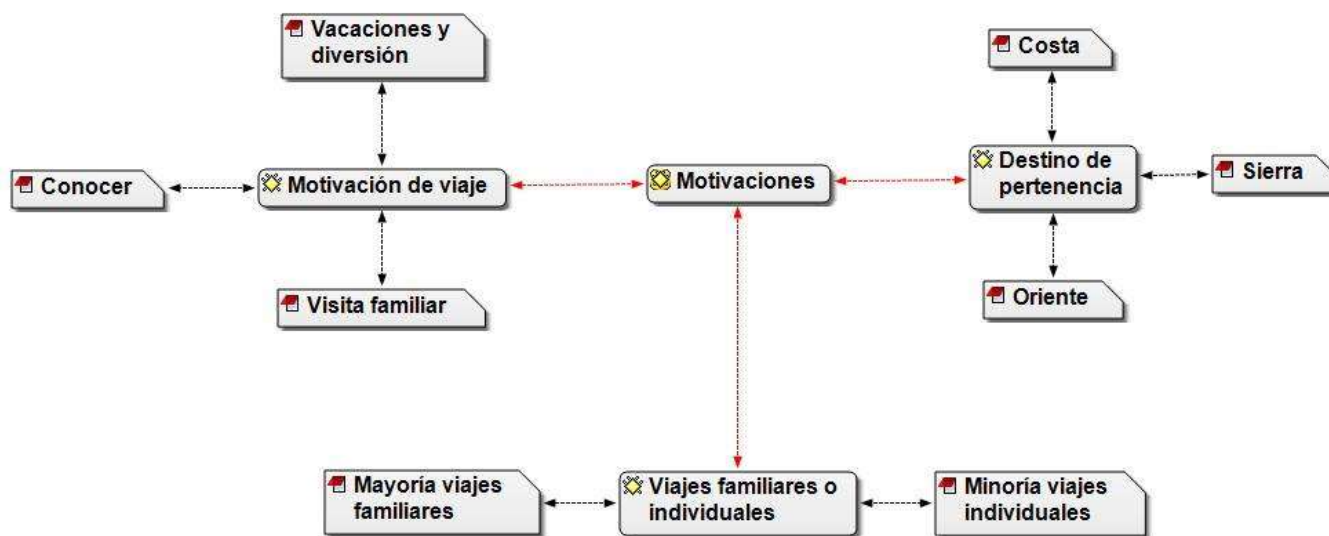 Vacaciones y
diversión
Costa
Conocer
Motivación de viaje
Motivaciones
Destino de
pertenencia
Sierra
Visita familiar
Oriente
Mayoría viajes
familiares
Viajes familiares o
individuales
Minoría viajes
individuales